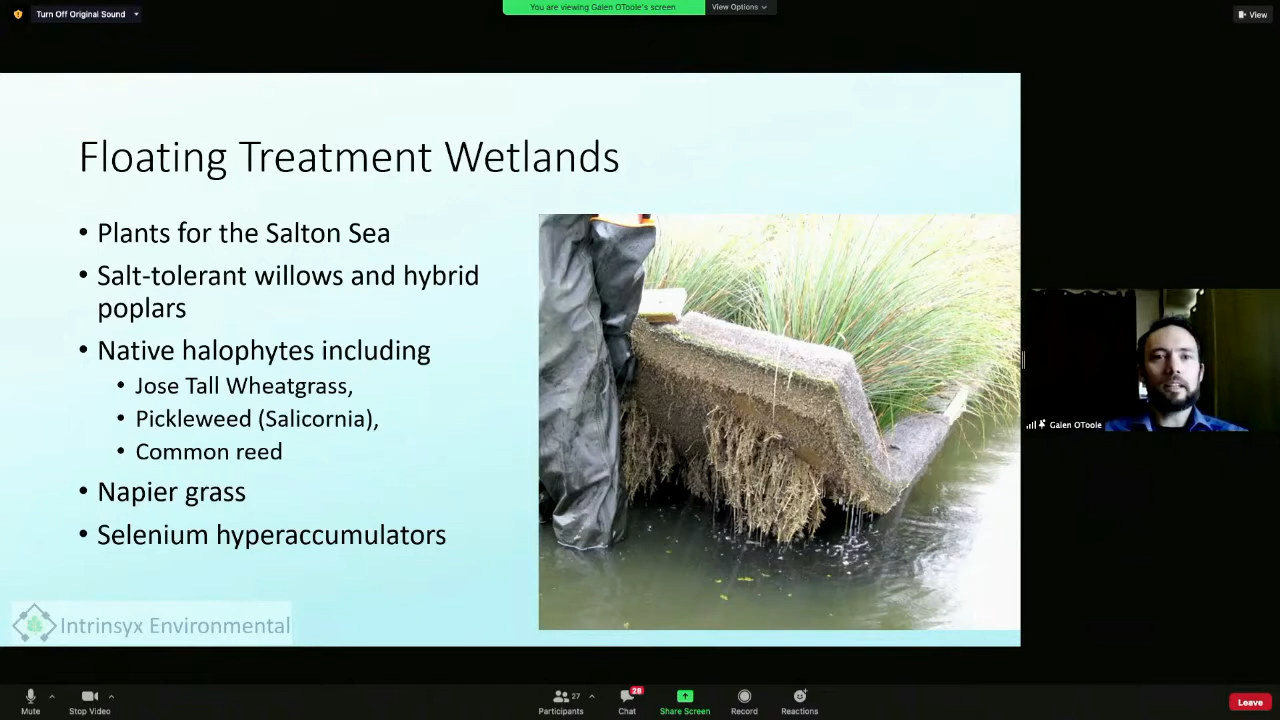 Turn Off Original Sound
You are viewing Galen OToole's screen
View Options
View
Floating Treatment Wetlands
• Plants for the Salton Sea
• Salt-tolerant willows and hybrid
poplars
• Native halophytes including
• Jose Tall Wheatgrass,
• Pickleweed (Salicornia),
• Common reed
• Napier grass
• Selenium hyperaccumulators
Intrinsyx Environmental
Galen OToole
Mute
Stop Video
27
Participants
28
Chat
Share Screen
Record
Reactions
Leave